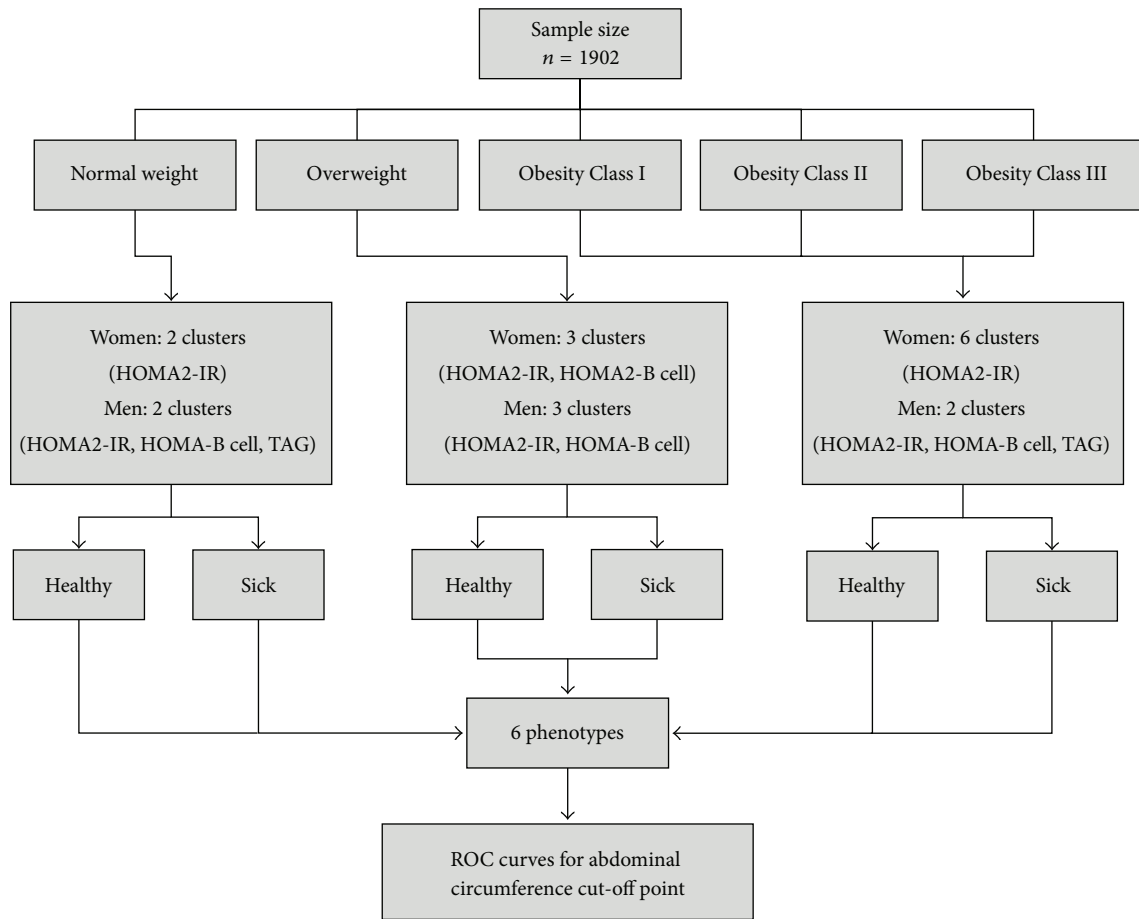 Sample size
n = 1902
Normal weight
Overweight
Obesity Class I
Obesity Class II
Obesity Class III
Women: 2 clusters
(HOMA2-IR)
Men: 2 clusters
(HOMA2-IR, HOMA-B cell, TAG)
Women: 3 clusters
(HOMA2-IR, HOMA2-B cell)
Men: 3 clusters
(HOMA2-IR, HOMA-B cell)
Women: 6 clusters
(HOMA2-IR)
Men: 2 clusters
(HOMA2-IR, HOMA-B cell, TAG)
Healthy
Sick
Healthy
Sick
Healthy
Sick
6 phenotypes
ROC curves for abdominal
circumference cut-off point